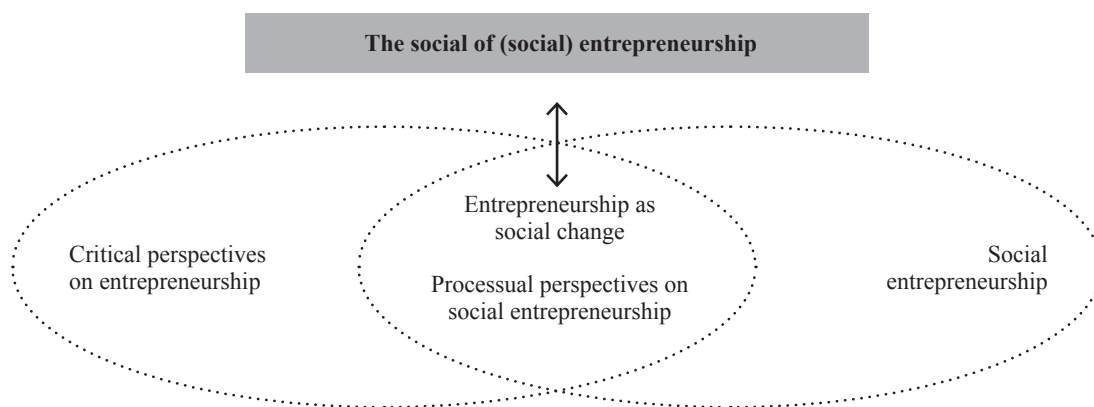 The social of (social) entrepreneurship
Critical perspectives
on entrepreneurship
Entrepreneurship as
social change
Processual perspectives on
social entrepreneurship
Social
entrepreneurship